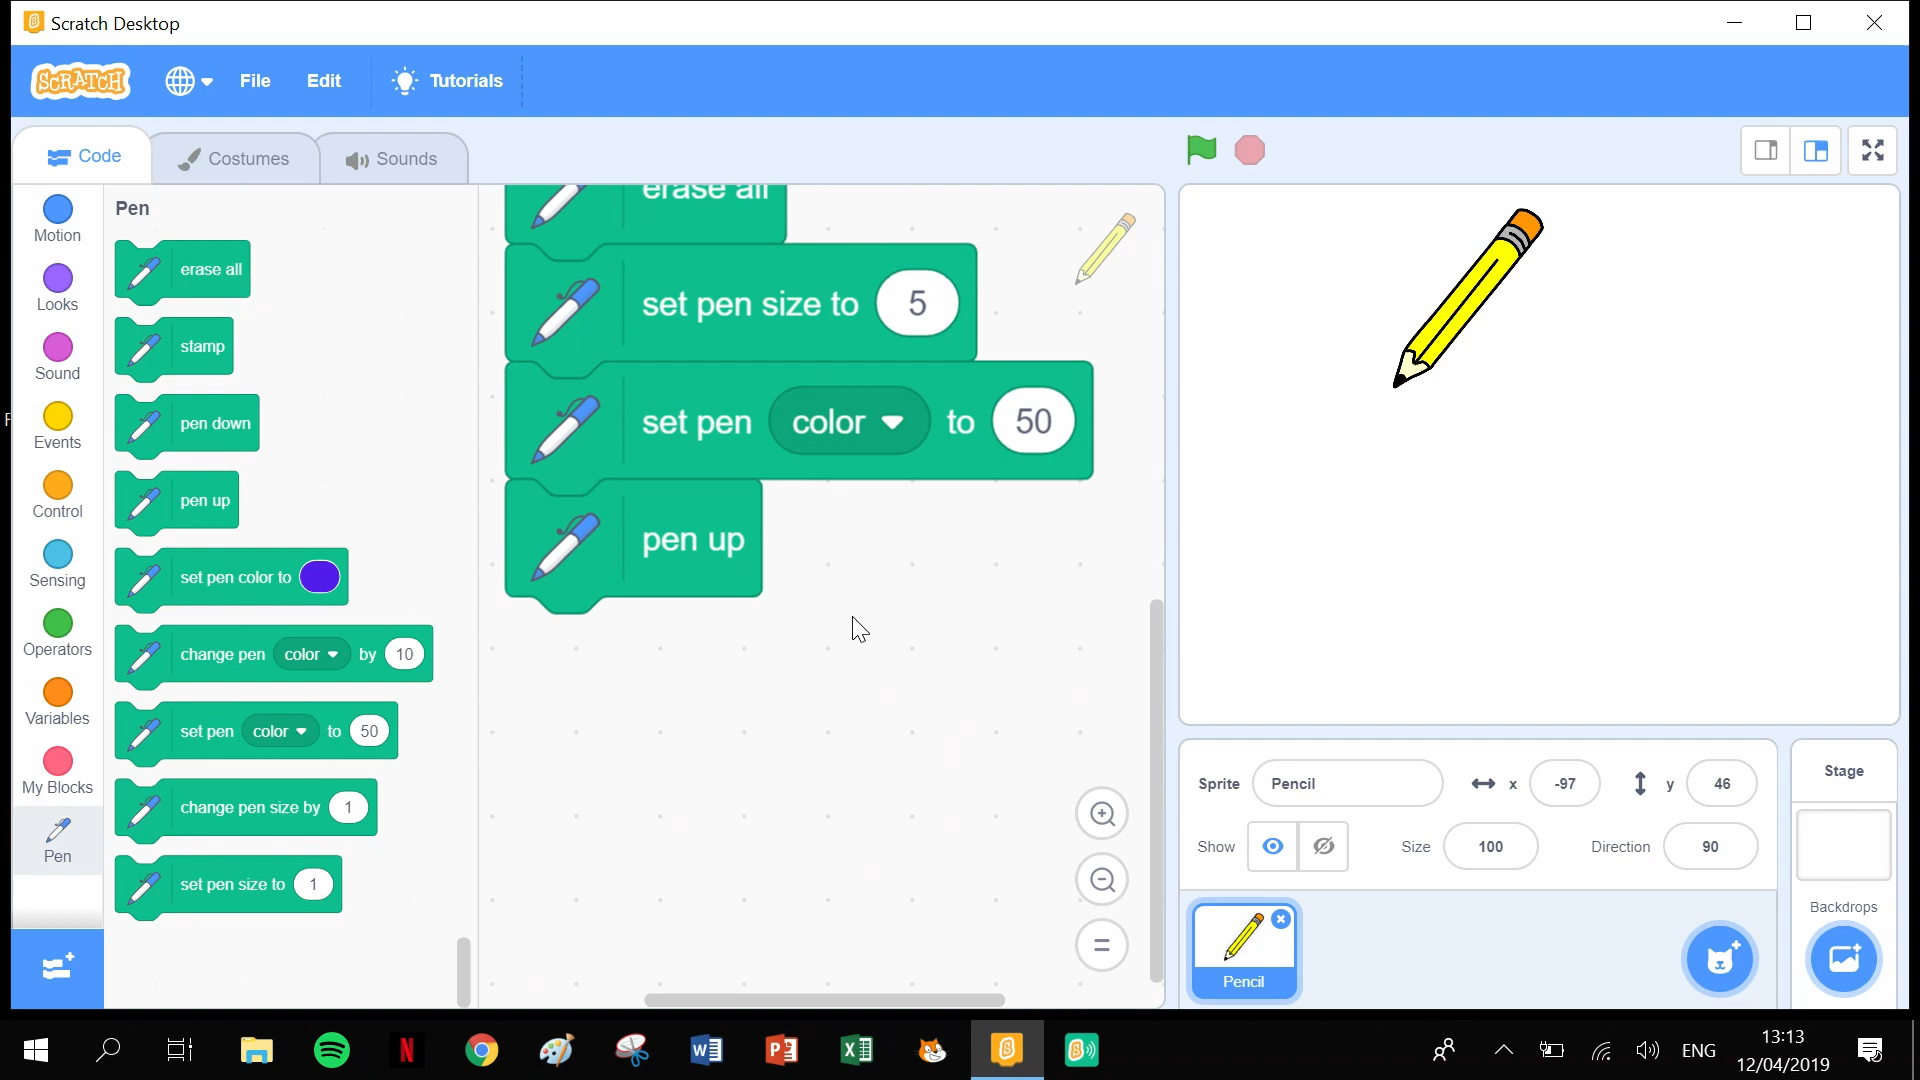 Scratch Desktop
SCRATCH File Edit Tutorials
Code Costumes Sounds
Motion
Looks
Sound
Events
Control
Sensing
Operators
Variables
My Blocks
Pen
Pen
erase all
stamp
pen down
pen up
set pen color to
change pen color by 10
set pen color to 50
change pen size by 1
set pen size to 1
erase all
set pen size to 5
set pen color to 50
pen up
Sprite Pencil x -97 y 46
Show Size 100 Direction 90
Pencil
Stage
Backdrops
ENG
13:13
12/04/2019